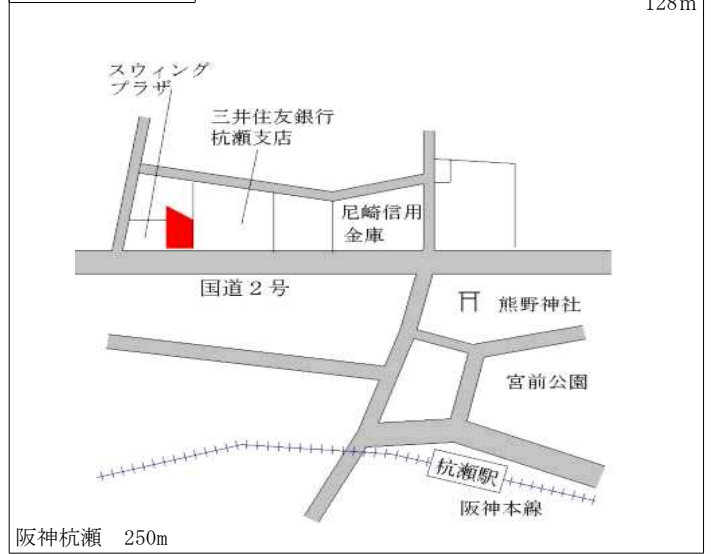 128m
スウィング
プラザ
三井住友銀行
杭瀬支店
尼崎信用
金庫
国道２号
熊野神社
宮前公園
杭瀬駅
阪神本線
阪神杭瀬　250m